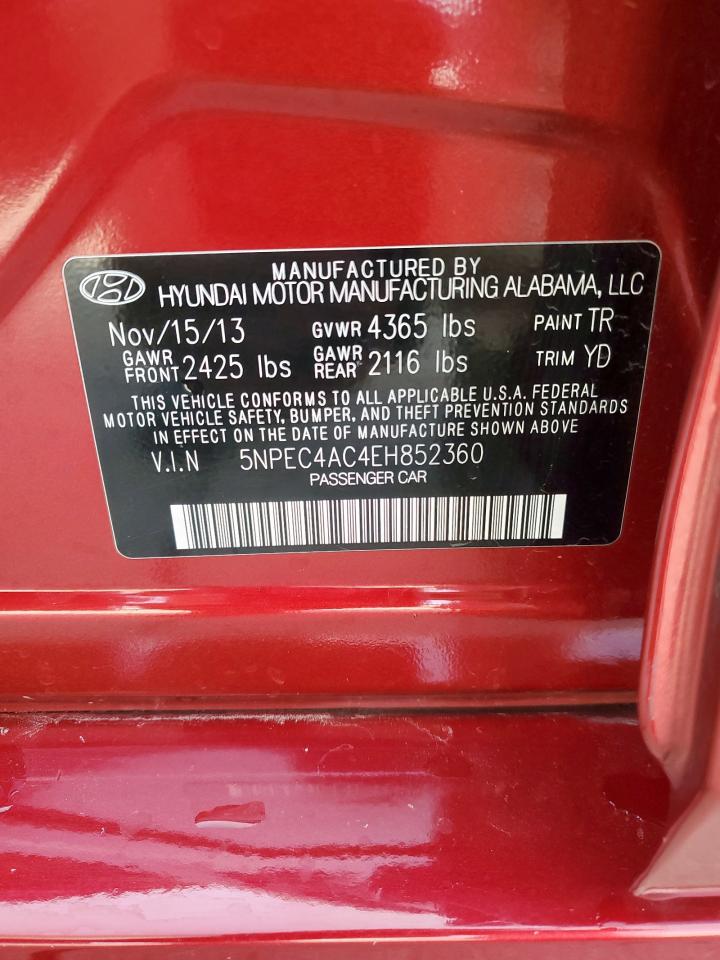 MANUFACTURED BY
HYUNDAI MOTOR MANUFACTURING ALABAMA, LLC
Nov/15/13 GVWR 4365 lbs PAINT TR
GAWR FRONT 2425 lbs GAWR REAR 2116 lbs TRIM YD
THIS VEHICLE CONFORMS TO ALL APPLICABLE U.S.A. FEDERAL
MOTOR VEHICLE SAFETY, BUMPER, AND THEFT PREVENTION STANDARDS
IN EFFECT ON THE DATE OF MANUFACTURE SHOWN ABOVE
V.I.N 5NPEC4AC4EH852360
PASSENGER CAR